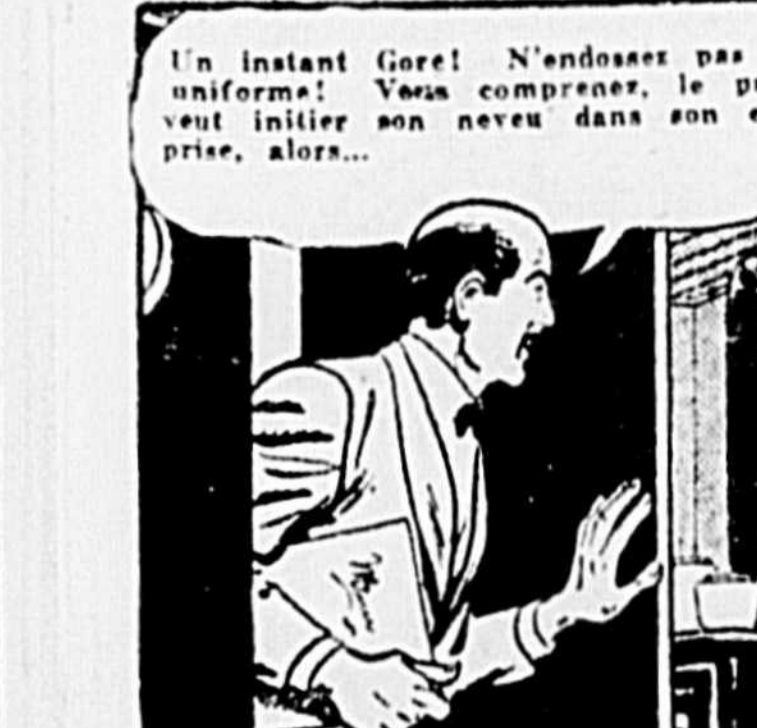 Un instant Gore! N'endossez pas
uniforme! Vous comprenez, le
veut initier son neveu dans son
prise, alors...